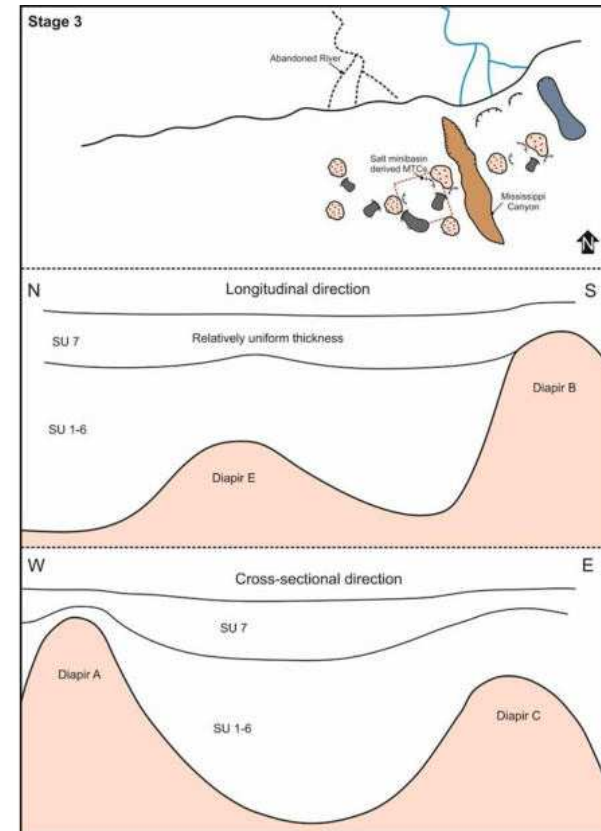 Stage 3
Abandoned River
Salt minibasin
derived MTCs
Mississippi
Canyon
N
N
S
Longitudinal direction
SU 7
Relatively uniform thickness
SU 1-6
Diapir B
Diapir E
W
E
Cross-sectional direction
SU 7
Diapir A
SU 1-6
Diapir C